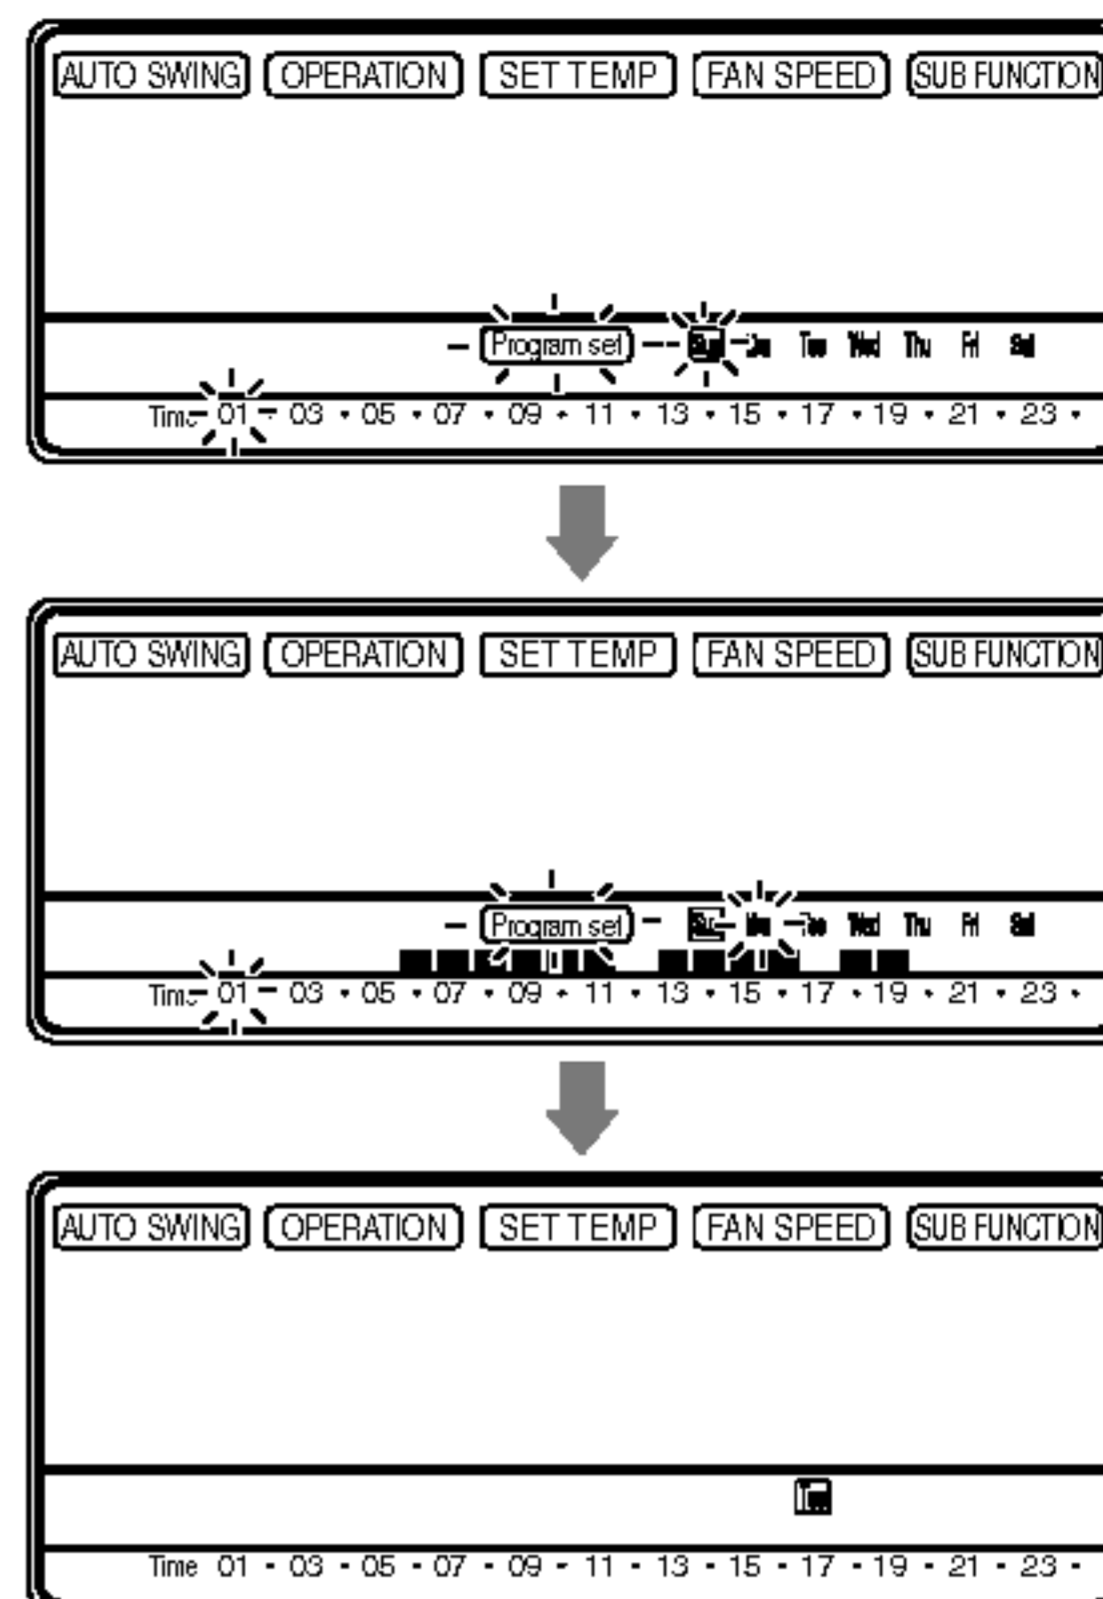 AUTO SWING OPERATION SET TEMP FAN SPEED SUB FUNCTION
Program set Tue Wed Thu Fri Sat
Time 01 03 • 05 • 07 • 09 • 11 • 13 • 15 • 17 • 19 • 21 • 23 •
AUTO SWING OPERATION SET TEMP FAN SPEED SUB FUNCTION
Program set Wed Thu Fri Sat
Time 01 03 • 05 • 07 • 09 • 11 • 13 • 15 • 17 • 19 • 21 • 23 •
AUTO SWING OPERATION SET TEMP FAN SPEED SUB FUNCTION
Time 01 • 03 • 05 • 07 • 09 • 11 • 13 • 15 • 17 • 19 • 21 • 23 •